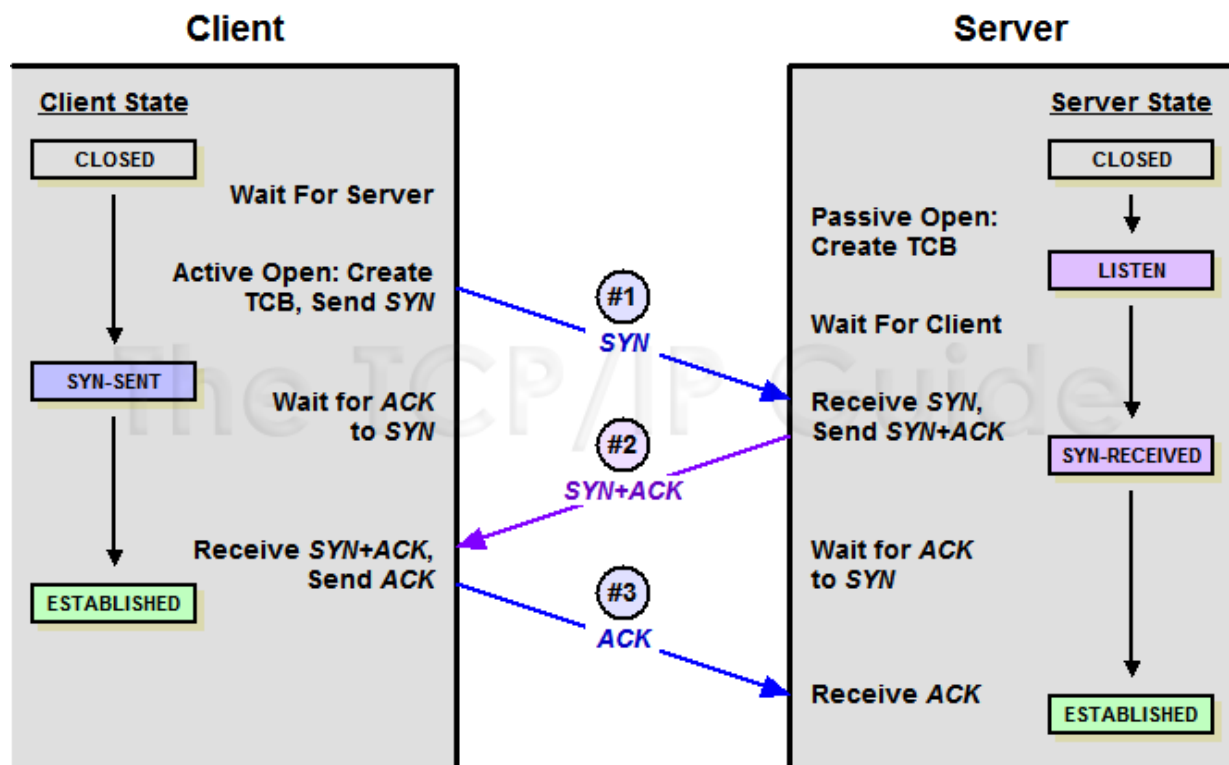 Client
Server
Client State
CLOSED
Wait For Server
Active Open: Create
TCB, Send SYN
SYN-SENT
Wait for ACK
to SYN
Receive SYN+ACK,
Send ACK
ESTABLISHED
#1
SYN
#2
SYN+ACK
#3
ACK
Server State
CLOSED
Passive Open:
Create TCB
LISTEN
Wait For Client
Receive SYN,
Send SYN+ACK
SYN-RECEIVED
Wait for ACK
to SYN
Receive ACK
ESTABLISHED
The TCP/IP Guide